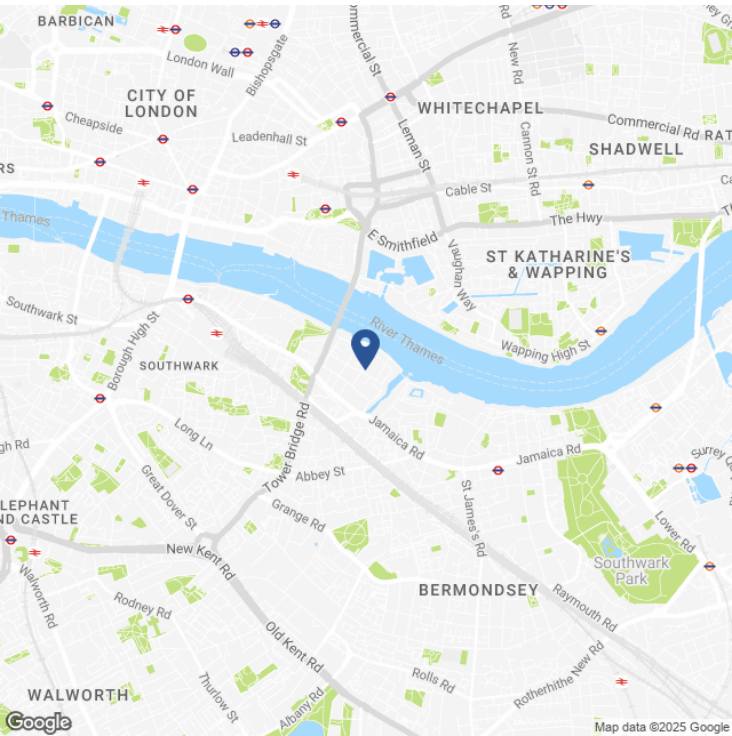 BARBICAN
London Wall
Bishopsgate
Commercial St
New Rd
CITY OF
LONDON
Cheapside
Leadenhall St
WHITECHAPEL
Leman St
Cannon St Rd
Commercial Rd
SHADWELL
Cable St
Thames
E Smithfield
The Hwy
Vaughan Way
ST KATHARINE'S
& WAPPING
Southwark St
Borough High St
SOUTHWARK
River Thames
Wapping High St
Long Ln
Tower Bridge Rd
Jamaica Rd
Abbey St
Jamaica Rd
Great Dover St
Grange Rd
St James's Rd
Lower Rd
New Kent Rd
Southwark
Park
BERMONDSEY
Raymouth Rd
Walworth Rd
Rodney Rd
Old Kent Rd
Rolls Rd
Rotherhithe New Rd
WALWORTH
Thurlow St
Albany Rd
Google
Map data ©2025 Google